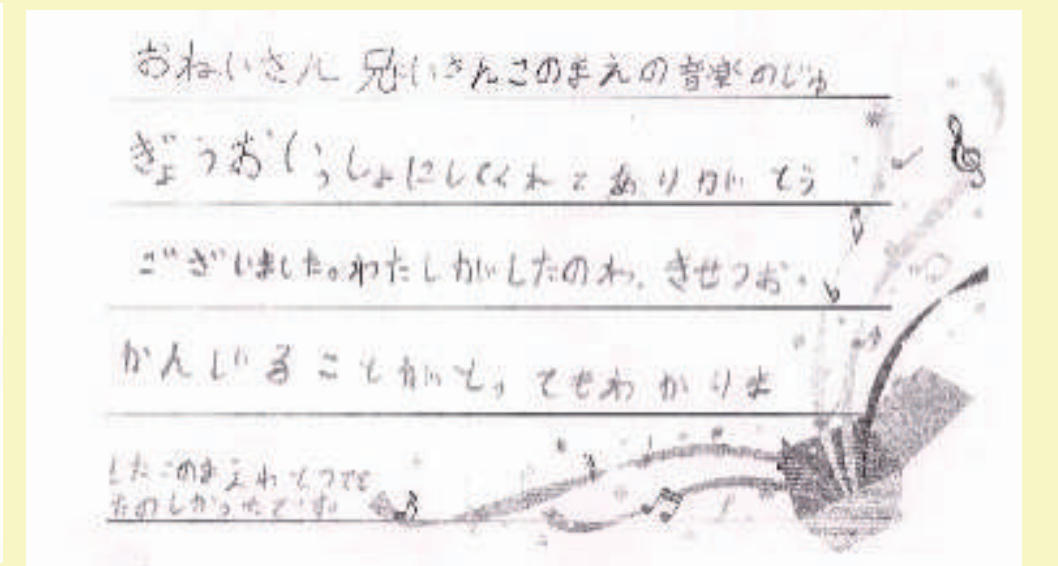 おねいさん 兄いさんこのまえの音楽のじゅ
ぎょうおいっしょにしてくれてありがとう
ございました。わたしがしたのわ、きせつお、
かんじることがとってもわかりま
したこのまえわとつても
たのしかったてす。